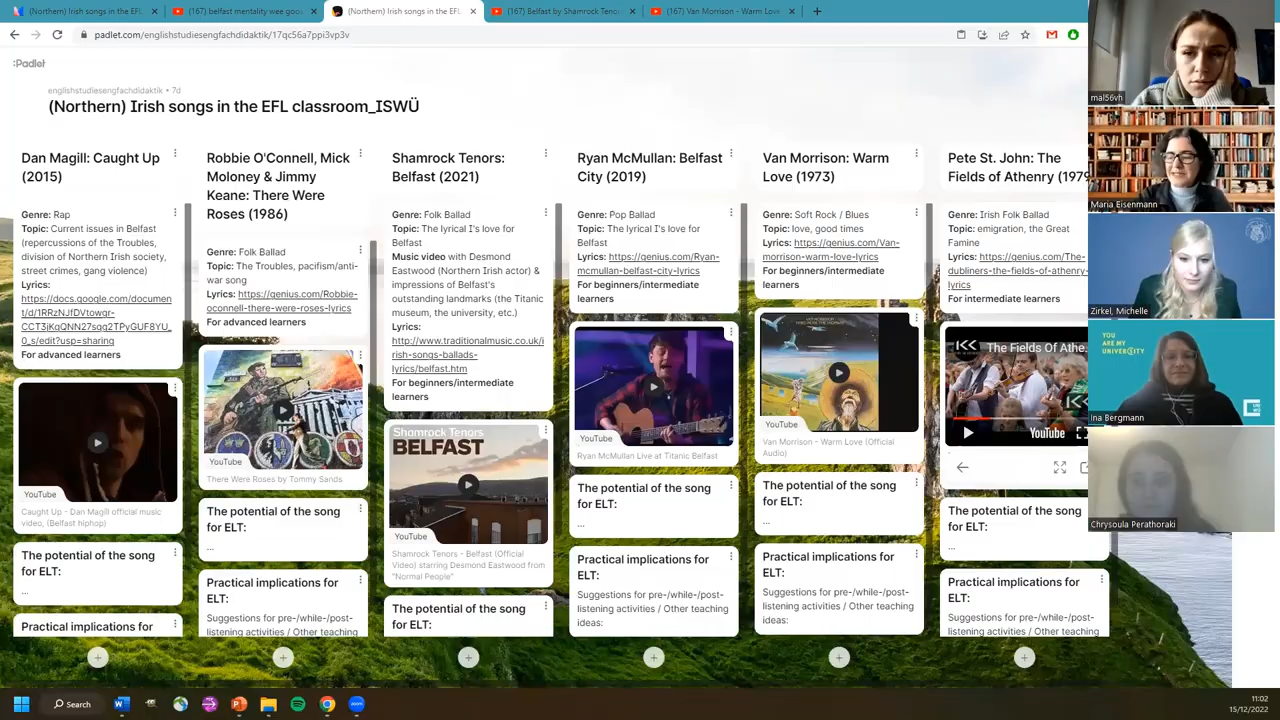 (Northern) Irish songs in the EFL
(167) belfast mentality wee goo
(Northern) Irish songs in the EFL
(167) Belfast by Shamrock Teno
(167) Van Morrison - Warm Love
padlet.com/englishstudiesengfachdidaktik/17qc56a7ppi3vp3v
:Padlet
englishstudiesengfachdidaktik • 7d
(Northern) Irish songs in the EFL classroom_ISWÜ
Dan Magill: Caught Up
(2015)
Genre: Rap
Topic: Current issues in Belfast
(repercussions of the Troubles,
division of Northern Irish society,
street crimes, gang violence)
Lyrics:
https://docs.google.com/documen
For advanced learners
YouTube
Caught Up - Dan Magill official music
video, (Belfast hiphop)
The potential of the song
for ELT:
...
Practical implications for
Robbie O'Connell, Mick
Moloney & Jimmy
Keane: There Were
Roses (1986)
Genre: Folk Ballad
Topic: The Troubles, pacifism/anti-
war song
Lyrics: https://genius.com/Robbie-
oconnell-there-were-roses-lyrics
For advanced learners
YouTube
There Were Roses by Tommy Sands
The potential of the song
for ELT:
...
Practical implications for
ELT:
Suggestions for pre-/while-/post-
listening activities / Other teaching
Shamrock Tenors:
Belfast (2021)
Genre: Folk Ballad
Topic: The lyrical I's love for
Belfast
Music video with Desmond
Eastwood (Northern Irish actor) &
impressions of Belfast's
outstanding landmarks (the Titanic
museum, the university, etc.)
Lyrics:
http://www.traditionalmusic.co.uk/i
rish-songs-ballads-
lyrics/belfast.htm
For beginners/intermediate
learners
Shamrock Tenors
BELFAST
YouTube
Shamrock Tenors - Belfast (Official
Video) starring Desmond Eastwood from
"Normal People"
The potential of the song
for ELT:
Ryan McMullan: Belfast
City (2019)
Genre: Pop Ballad
Topic: The lyrical I's love for
Belfast
Lyrics: https://genius.com/Ryan-
mcmullan-belfast-city-lyrics
For beginners/intermediate
learners
YouTube
Ryan McMullan Live at Titanic Belfast
The potential of the song
for ELT:
...
Practical implications for
ELT:
Suggestions for pre-/while-/post-
listening activities / Other teaching
ideas:
Van Morrison: Warm
Love (1973)
Genre: Soft Rock / Blues
Topic: love, good times
Lyrics: https://genius.com/Van-
morrison-warm-love-lyrics
For beginners/intermediate
learners
YouTube
Van Morrison - Warm Love (Official
Audio)
The potential of the song
for ELT:
...
Practical implications for
ELT:
Suggestions for pre-/while-/post-
listening activities / Other teaching
ideas:
Pete St. John: The
Fields of Athenry (1979
Genre: Irish Folk Ballad
Topic: emigration, the Great
Famine
Lyrics: https://genius.com/The-
dubliners-the-fields-of-athenry-
lyrics
For intermediate learners
The Fields Of Athe...
YouTube
The potential of the song
for ELT:
...
Practical implications for
ELT:
Suggestions for pre-/while-/post-
listening activities / Other teaching
mal56vh
Maria Eisenmann
Zirkel, Michelle
YOU ARE
MY UNIVERSITY
Ina Bergmann
Chrysoula Perathoraki
Search
11:02
15/12/2022